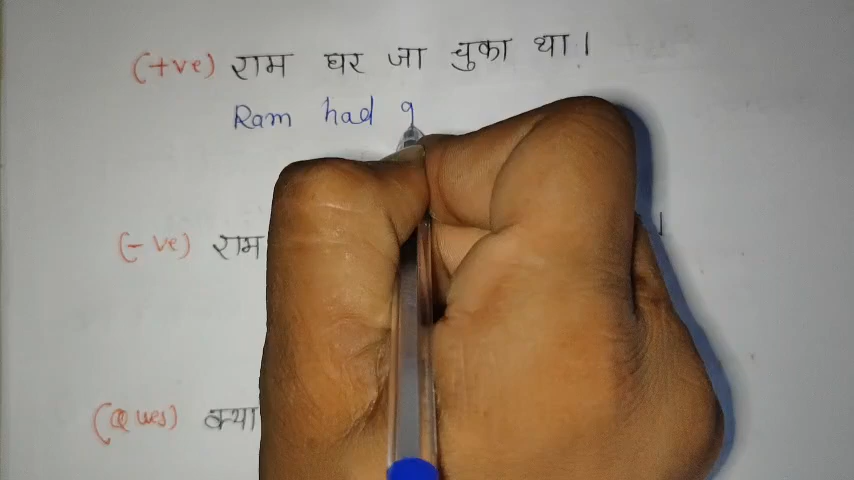 (+ve) राम घर जा चुका था।
Ram had g
(- ve) राम ।
(Ques) क्या